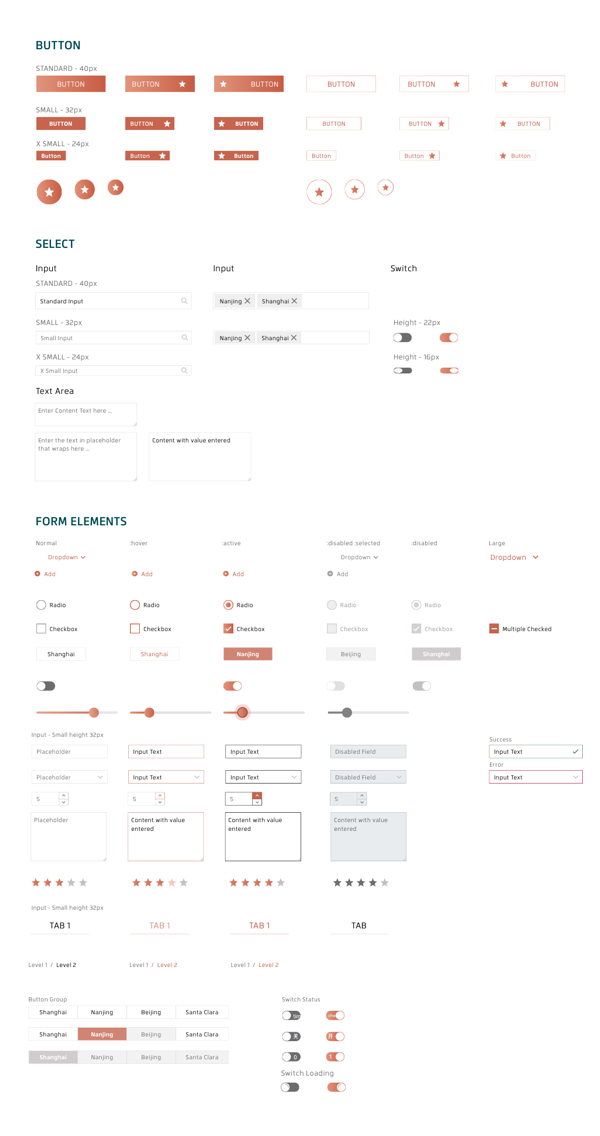 BUTTON
STANDARD - 40px
BUTTON BUTTON BUTTON BUTTON BUTTON BUTTON
SMALL - 32px
BUTTON BUTTON BUTTON BUTTON BUTTON BUTTON
X SMALL - 24px
Button Button Button Button Button Button
SELECT
Input Input Switch
STANDARD - 40px
Standard Input Nanjing Shanghai
SMALL - 32px Height - 22px
Small Input Nanjing Shanghai
X SMALL - 24px Height - 16px
X Small Input
Text Area
Enter Content Text here ...
Enter the text in placeholder Content with value entered
that wraps here ...
FORM ELEMENTS
Normal :hover :active :disabled :selected :disabled Large
Dropdown Dropdown Dropdown
Add Add Add Add
Radio Radio Radio Radio Radio
Checkbox Checkbox Checkbox Checkbox Checkbox Multiple Checked
Shanghai Shanghai Nanjing Beijing Shanghai
Input - Small height 32px
Success
Placeholder Input Text Input Text Disabled Field Input Text
Error
Placeholder Input Text Input Text Disabled Field Input Text
5 5 5 5
Placeholder Content with value Content with value Content with value
entered entered entered
Input - Small height 32px
TAB 1 TAB 1 TAB 1 TAB
Level 1 / Level 2 Level 1 / Level 2 Level 1 / Level 2
Button Group Switch Status
Shanghai Nanjing Beijing Santa Clara
Shanghai Nanjing Beijing Santa Clara
Shanghai Nanjing Beijing Santa Clara 0 1
Switch Loading